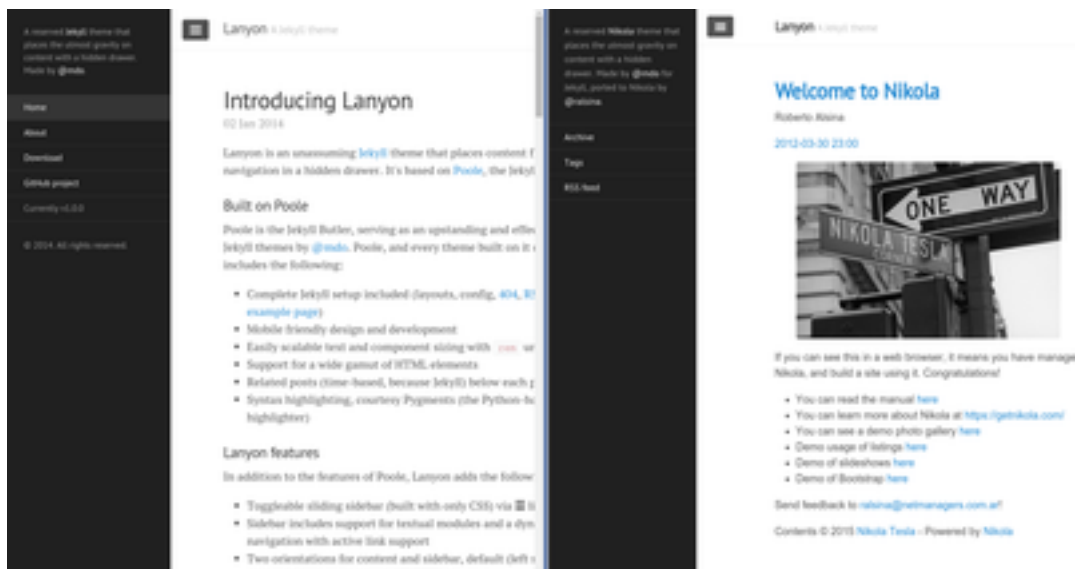 A reserved Jekyll theme that
places the utmost gravity on
content with a hidden drawer.
Made by @mdo.
Home
About
Download
GitHub project
Currently v1.0.0
© 2014. All rights reserved.
Lanyon A Jekyll theme
Introducing Lanyon
02 Jan 2014
Lanyon is an unassuming Jekyll theme that places content f
navigation in a hidden drawer. It's based on Poole, the Jekyl
Built on Poole
Poole is the Jekyll Butler, serving as an upstanding and effec
Jekyll themes by @mdo. Poole, and every theme built on it
includes the following:
Complete Jekyll setup included (layouts, config, 404, R
example page)
Mobile friendly design and development
Easily scalable text and component sizing with rem
Support for a wide gamut of HTML elements
Related posts (time-based, because Jekyll) below each p
Syntax highlighting, courtesy Pygments (the Python-b
highlighter)
Lanyon features
In addition to the features of Poole, Lanyon adds the follow
Toggleable sliding sidebar (built with only CSS) via ☰
Sidebar includes support for textual modules and a dyn
navigation with active link support
Two orientations for content and sidebar, default (left
A reserved Nikola theme that
places the utmost gravity on
content with a hidden
drawer. Made by @mdo for
Jekyll, ported to Nikola by
@ralsina.
Archive
Tags
RSS feed
Lanyon A Jekyll theme
Welcome to Nikola
Roberto Alsina
2012-03-30 23:00
ONE WAY
NIKOLA TESLA
If you can see this in a web browser, it means you have manage
Nikola, and build a site using it. Congratulations!
You can read the manual here
You can learn more about Nikola at https://getnikola.com/
You can see a demo photo gallery here
Demo usage of listings here
Demo of slideshows here
Demo of Bootstrap here
Send feedback to ralsina@netmanagers.com.ar!
Contents © 2015 Nikola Tesla - Powered by Nikola